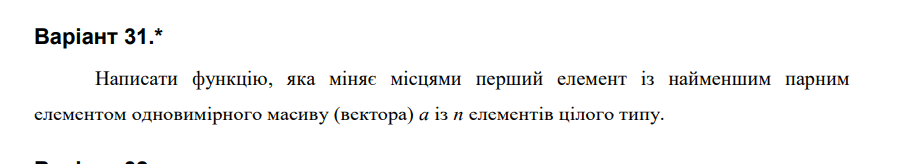 Варіант 31.*
Написати функцію, яка міняє місцями перший елемент із найменшим парним
елементом одновимірного масиву (вектора) a із n елементів цілого типу.